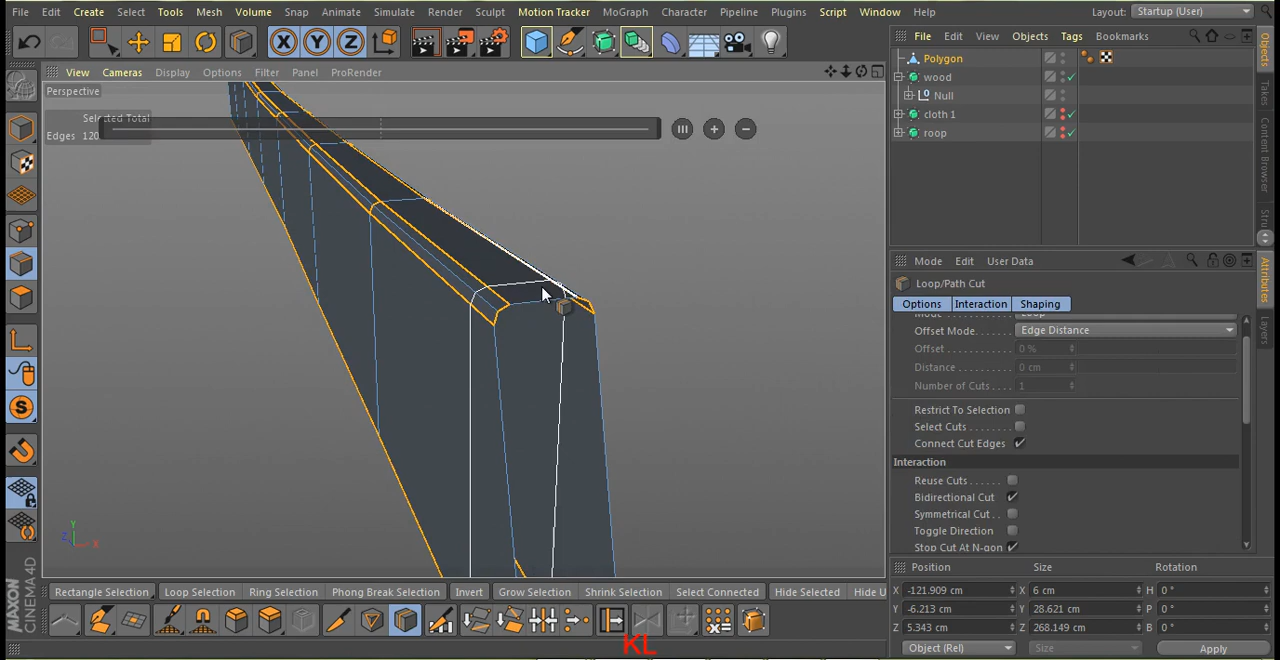 File Edit Create Select Tools Mesh Volume Snap Animate Simulate Render Sculpt Motion Tracker MoGraph Character Pipeline Plugins Script Window Help Layout: Startup (User)
X Y Z
File Edit View Objects Tags Bookmarks
View Cameras Display Options Filter Panel ProRender
Perspective
Selected Total
Edges 120
Polygon
wood
Null
cloth 1
roop
Objects
Takes
Content Browser
Attributes
Layers
Mode Edit User Data
Loop/Path Cut
Options Interaction Shaping
Offset Mode Edge Distance
Offset 0 %
Distance 0 cm
Number of Cuts 1
Restrict To Selection
Select Cuts
Connect Cut Edges
Interaction
Reuse Cuts
Bidirectional Cut
Symmetrical Cut
Toggle Direction
Stop Cut At N-gon
Y
Z X
Position Size Rotation
X -121.909 cm X 6 cm H 0 °
Y -6.213 cm Y 28.621 cm P 0 °
Z 5.343 cm Z 268.149 cm B 0 °
Object (Rel) Size Apply
Rectangle Selection Loop Selection Ring Selection Phong Break Selection Invert Grow Selection Shrink Selection Select Connected Hide Selected Hide U
MAXON
CINEMA 4D
KL